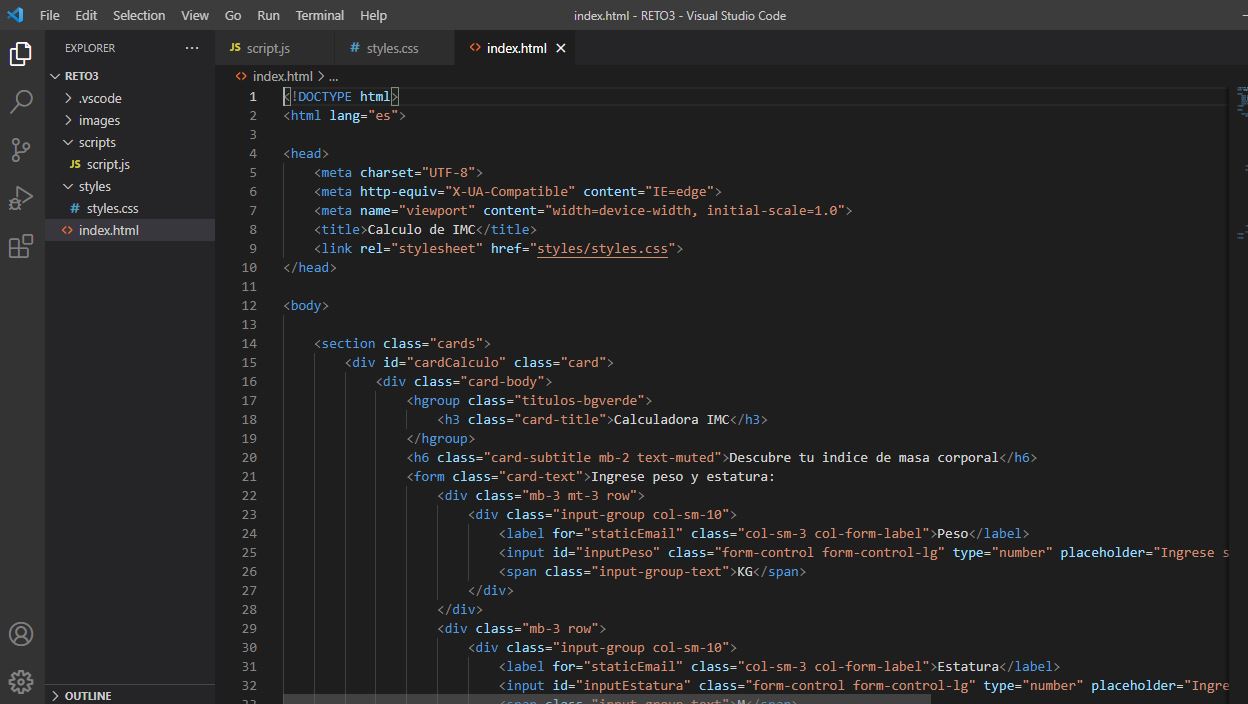 File Edit Selection View Go Run Terminal Help index.html - RETO3 - Visual Studio Code
EXPLORER
RETO3
.vscode
images
scripts
JS script.js
styles
# styles.css
<> index.html
OUTLINE
JS script.js # styles.css <> index.html
<> index.html > ...
1 <!DOCTYPE html>
2 <html lang="es">
3
4 <head>
5 <meta charset="UTF-8">
6 <meta http-equiv="X-UA-Compatible" content="IE=edge">
7 <meta name="viewport" content="width=device-width, initial-scale=1.0">
8 <title>Calculo de IMC</title>
9 <link rel="stylesheet" href="styles/styles.css">
10 </head>
11
12 <body>
13
14 <section class="cards">
15 <div id="cardCalculo" class="card">
16 <div class="card-body">
17 <hgroup class="titulos-bgverde">
18 <h3 class="card-title">Calculadora IMC</h3>
19 </hgroup>
20 <h6 class="card-subtitle mb-2 text-muted">Descubre tu indice de masa corporal</h6>
21 <form class="card-text">Ingrese peso y estatura:
22 <div class="mb-3 mt-3 row">
23 <div class="input-group col-sm-10">
24 <label for="staticEmail" class="col-sm-3 col-form-label">Peso</label>
25 <input id="inputPeso" class="form-control form-control-lg" type="number" placeholder="Ingrese s
26 <span class="input-group-text">KG</span>
27 </div>
28 </div>
29 <div class="mb-3 row">
30 <div class="input-group col-sm-10">
31 <label for="staticEmail" class="col-sm-3 col-form-label">Estatura</label>
32 <input id="inputEstatura" class="form-control form-control-lg" type="number" placeholder="Ingre